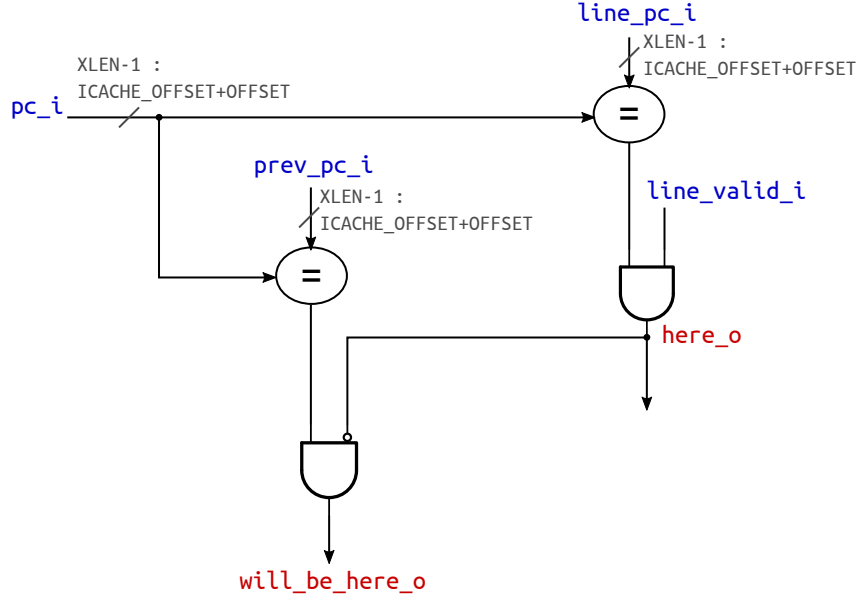 line_pc_i
XLEN-1 :
ICACHE_OFFSET+OFFSET
XLEN-1 :
ICACHE_OFFSET+OFFSET
pc_i
=
prev_pc_i
XLEN-1 :
ICACHE_OFFSET+OFFSET
line_valid_i
=
here_o
will_be_here_o